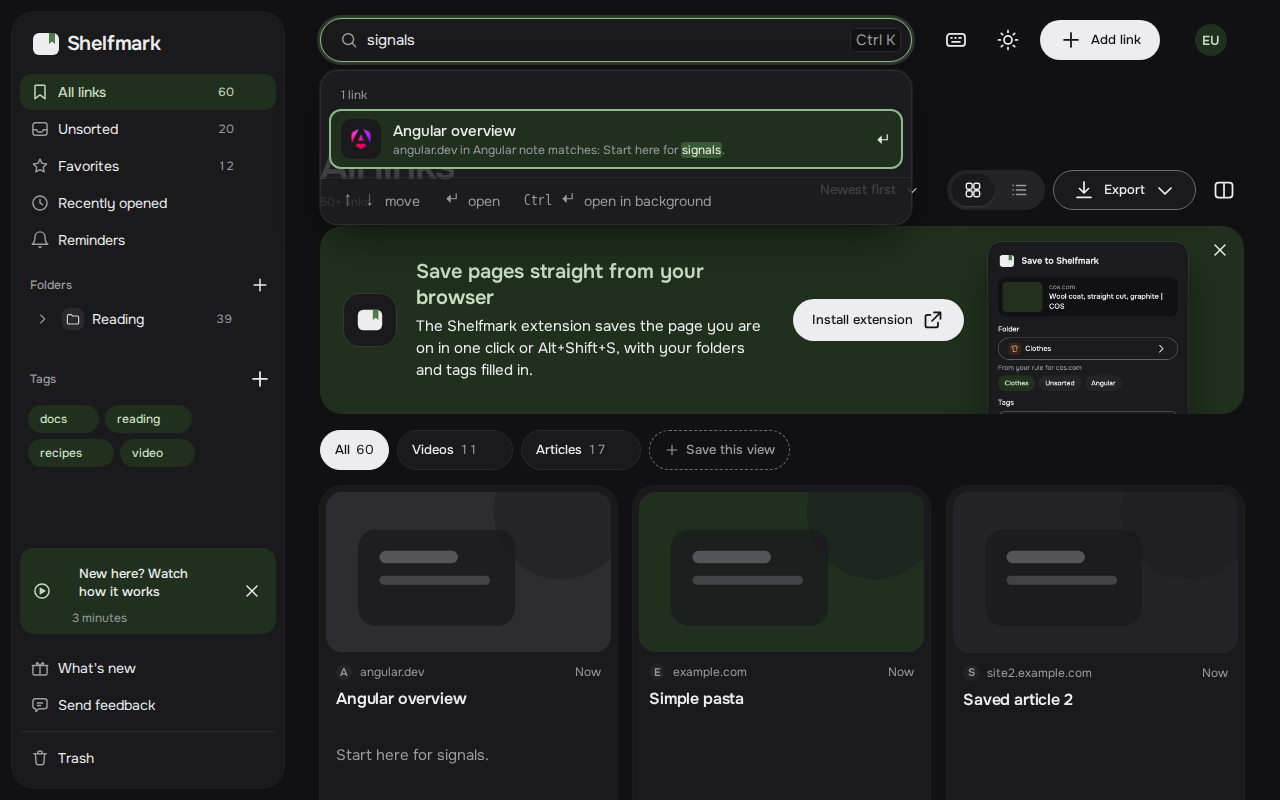 Shelfmark
All links 60
Unsorted 20
Favorites 12
Recently opened
Reminders
Folders
Reading 39
Tags
docs reading
recipes video
New here? Watch
how it works
3 minutes
What's new
Send feedback
Trash
signals Ctrl K
Add link
EU
1 link
Angular overview
angular.dev in Angular note matches: Start here for signals.
↑ ↓ move ↵ open Ctrl ↵ open in background
All links
50+ links
Newest first
Export
Save pages straight from your
browser
The Shelfmark extension saves the page you are
on in one click or Alt+Shift+S, with your folders
and tags filled in.
Install extension
Save to Shelfmark
cos.com
Wool coat, straight cut, graphite |
COS
Folder
Clothes
From your rule for cos.com
Clothes Unsorted Angular
Tags
All 60 Videos 11 Articles 17 Save this view
A angular.dev Now
Angular overview
Start here for signals.
E example.com Now
Simple pasta
S site2.example.com Now
Saved article 2